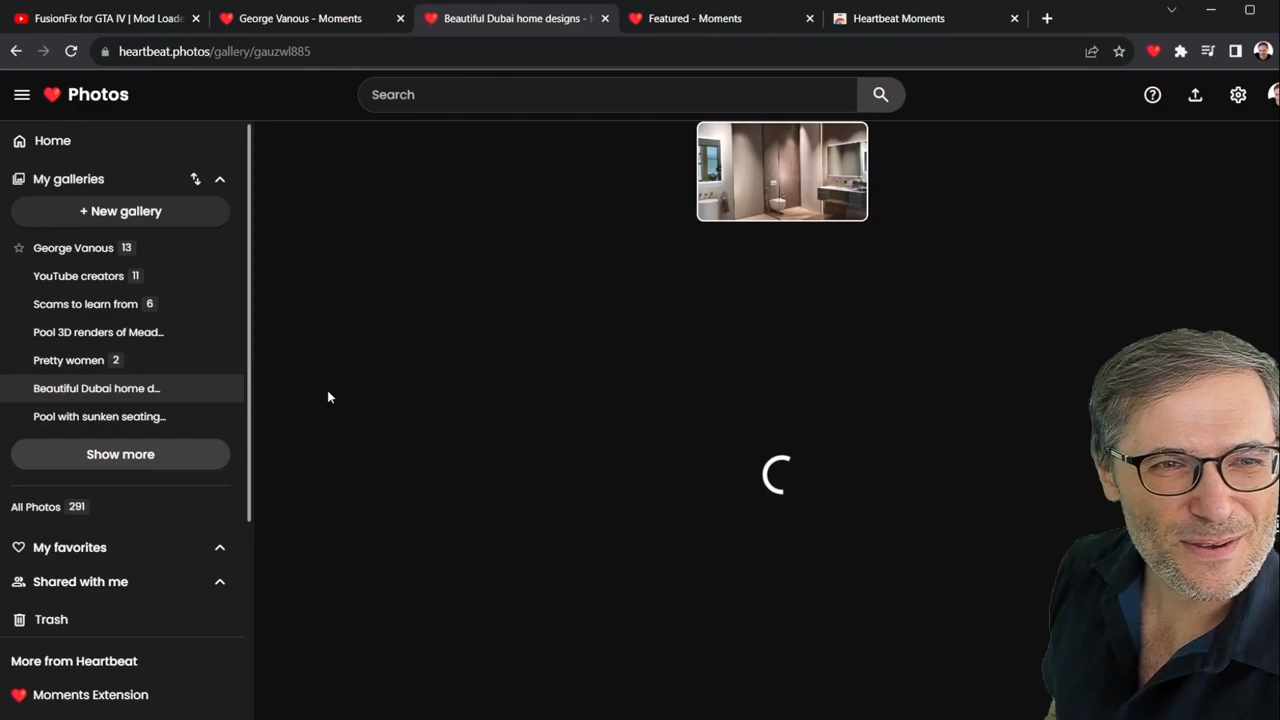 FusionFix for GTA IV | Mod Loade
George Vanous - Moments
Beautiful Dubai home designs -
Featured - Moments
Heartbeat Moments
heartbeat.photos/gallery/gauzwl885
Photos
Search
Home
My galleries
+ New gallery
George Vanous 13
YouTube creators 11
Scams to learn from 6
Pool 3D renders of Mead...
Pretty women 2
Beautiful Dubai home d...
Pool with sunken seating...
Show more
All Photos 291
My favorites
Shared with me
Trash
More from Heartbeat
Moments Extension